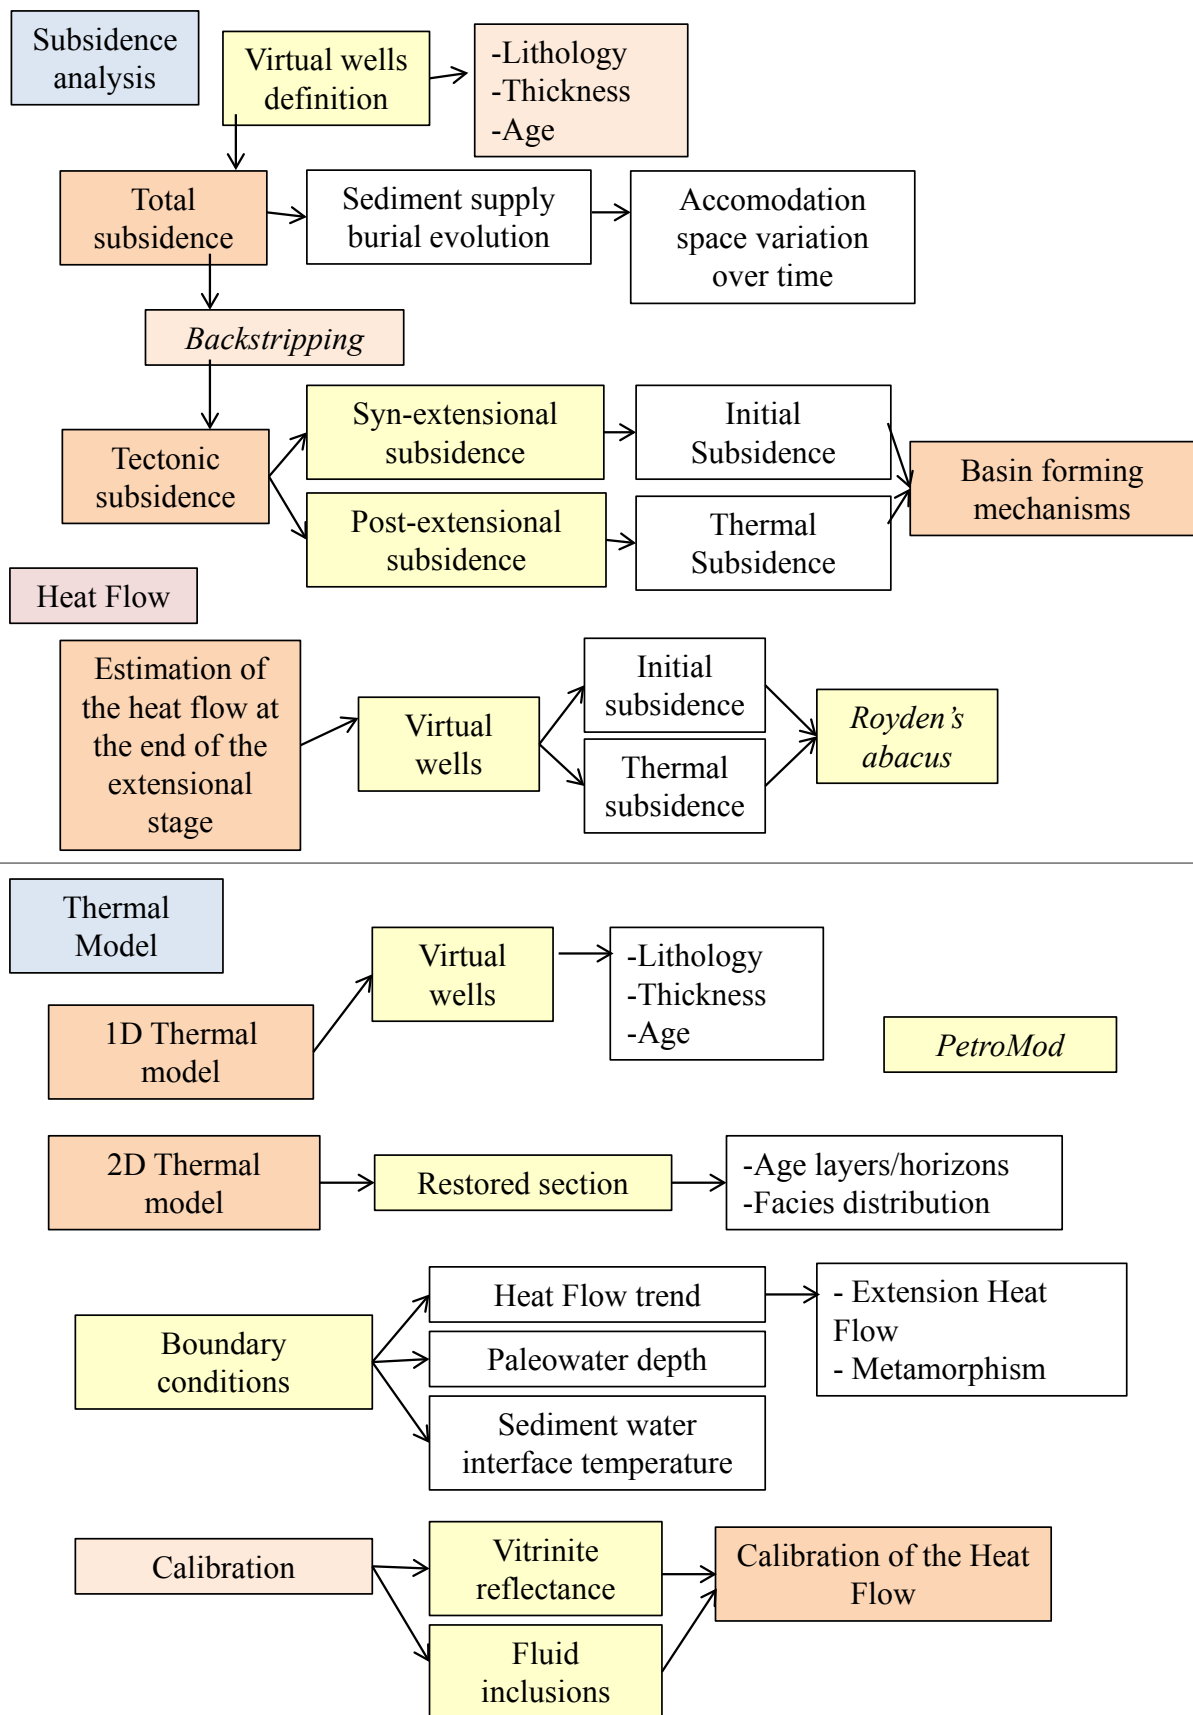 Subsidence
analysis
Virtual wells
definition
-Lithology
-Thickness
-Age
Total
subsidence
Sediment supply
burial evolution
Accomodation
space variation
over time
Backstripping
Tectonic
subsidence
Syn-extensional
subsidence
Initial
Subsidence
Post-extensional
subsidence
Thermal
Subsidence
Basin forming
mechanisms
Heat Flow
Estimation of
the heat flow at
the end of the
extensional
stage
Virtual
wells
Initial
subsidence
Thermal
subsidence
Royden’s
abacus
Thermal
Model
1D Thermal
model
Virtual
wells
-Lithology
-Thickness
-Age
PetroMod
2D Thermal
model
Restored section
-Age layers/horizons
-Facies distribution
Boundary
conditions
Heat Flow trend
Paleowater depth
Sediment water
interface temperature
- Extension Heat
Flow
- Metamorphism
Calibration
Vitrinite
reflectance
Fluid
inclusions
Calibration of the Heat
Flow